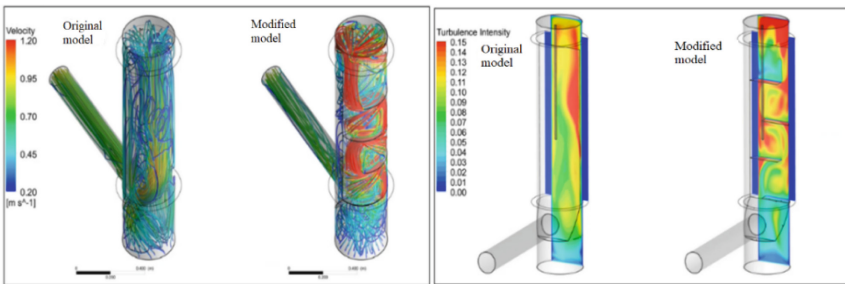 Velocity
1.20
0.95
0.70
0.45
0.20
[m s^-1]
Original
model
Modified
model
Turbulence Intensity
0.15
0.14
0.13
0.12
0.11
0.10
0.09
0.08
0.07
0.06
0.05
0.04
0.03
0.02
0.01
0.00
Original
model
Modified
model